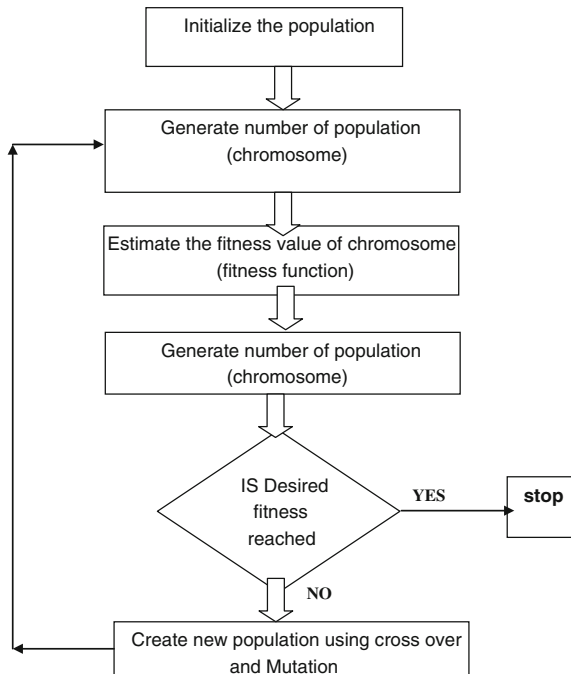 Initialize the population
Generate number of population
(chromosome)
Estimate the fitness value of chromosome
(fitness function)
Generate number of population
(chromosome)
IS Desired
fitness
reached
YES
stop
NO
Create new population using cross over
and Mutation